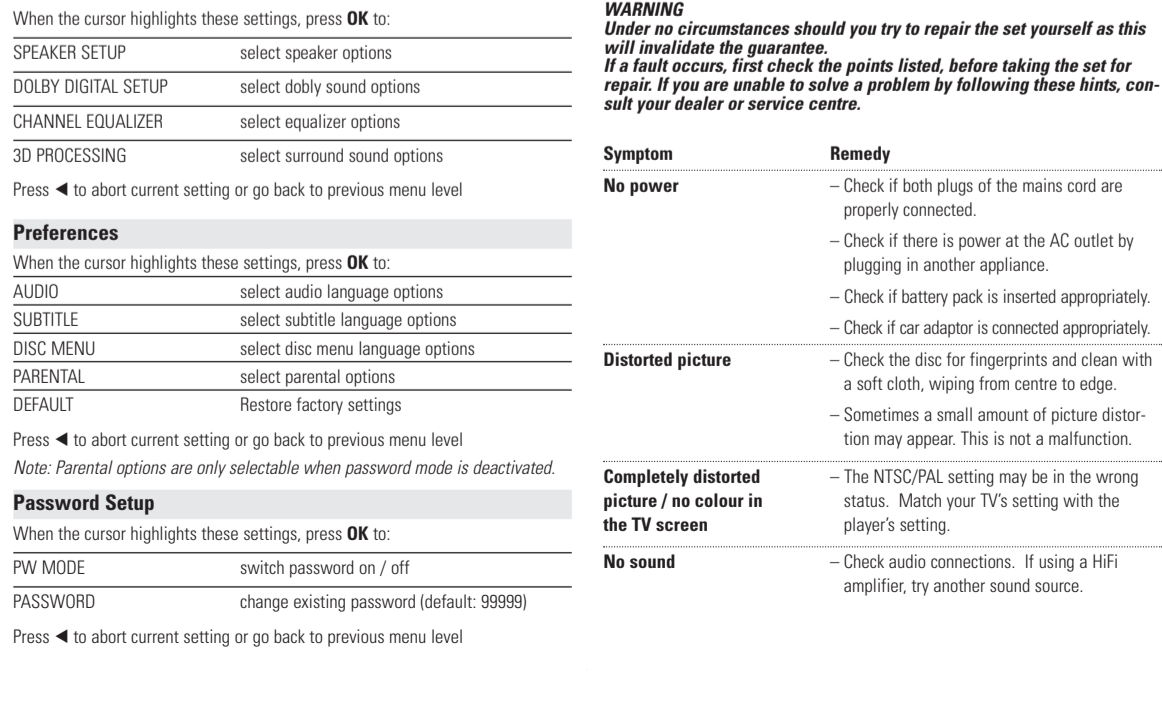 When the cursor highlights these settings, press OK to:
SPEAKER SETUP select speaker options
DOLBY DIGITAL SETUP select dobly sound options
CHANNEL EQUALIZER select equalizer options
3D PROCESSING select surround sound options
Press ◄ to abort current setting or go back to previous menu level
Preferences
When the cursor highlights these settings, press OK to:
AUDIO select audio language options
SUBTITLE select subtitle language options
DISC MENU select disc menu language options
PARENTAL select parental options
DEFAULT Restore factory settings
Press ◄ to abort current setting or go back to previous menu level
Note: Parental options are only selectable when password mode is deactivated.
Password Setup
When the cursor highlights these settings, press OK to:
PW MODE switch password on / off
PASSWORD change existing password (default: 99999)
Press ◄ to abort current setting or go back to previous menu level
WARNING
Under no circumstances should you try to repair the set yourself as this
will invalidate the guarantee.
If a fault occurs, first check the points listed, before taking the set for
repair. If you are unable to solve a problem by following these hints, con-
sult your dealer or service centre.
Symptom Remedy
No power – Check if both plugs of the mains cord are
properly connected.
– Check if there is power at the AC outlet by
plugging in another appliance.
– Check if battery pack is inserted appropriately.
– Check if car adaptor is connected appropriately.
Distorted picture – Check the disc for fingerprints and clean with
a soft cloth, wiping from centre to edge.
– Sometimes a small amount of picture distor-
tion may appear. This is not a malfunction.
Completely distorted – The NTSC/PAL setting may be in the wrong
picture / no colour in status. Match your TV's setting with the
the TV screen player's setting.
No sound – Check audio connections. If using a HiFi
amplifier, try another sound source.